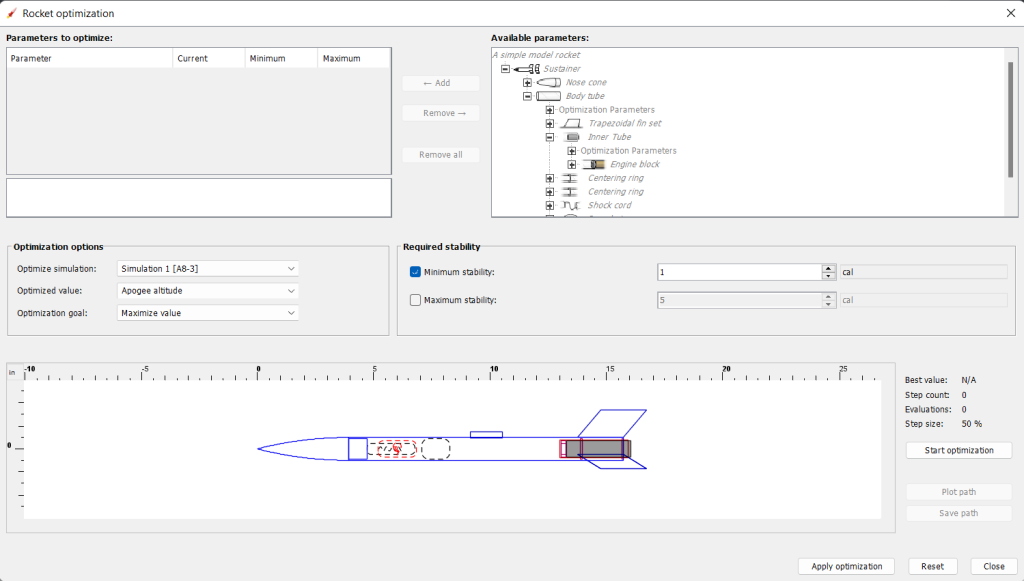 Rocket optimization
Parameters to optimize:
Parameter Current Minimum Maximum
← Add
Remove →
Remove all
Available parameters:
A simple model rocket
Sustainer
Nose cone
Body tube
Optimization Parameters
Trapezoidal fin set
Inner Tube
Optimization Parameters
Engine block
Centering ring
Centering ring
Shock cord
Optimization options
Optimize simulation: Simulation 1 [A8-3]
Optimized value: Apogee altitude
Optimization goal: Maximize value
Required stability
Minimum stability: 1 cal
Maximum stability: 5 cal
in -10 -5 0 5 10 15 20 25
0
Best value: N/A
Step count: 0
Evaluations: 0
Step size: 50 %
Start optimization
Plot path
Save path
Apply optimization Reset Close